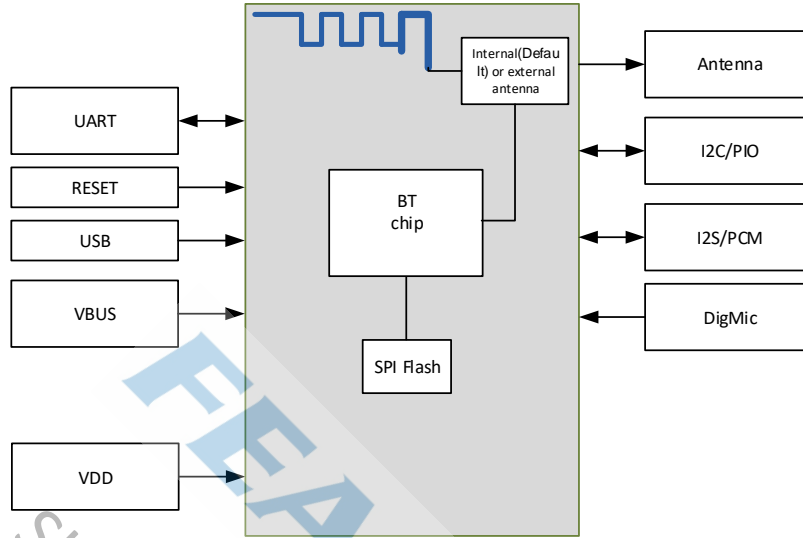 Internal(Defau
lt) or external
antenna
Antenna
UART
I2C/PIO
RESET
BT
chip
I2S/PCM
USB
VBUS
DigMic
SPI Flash
FEA
VDD